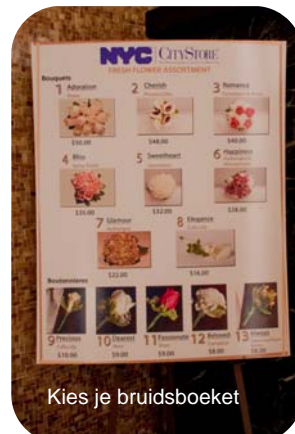 NYC CITYSTORE
FRESH FLOWER ASSORTMENT
Bouquets
1 Adoration
2 Cherish
3 Romance
$50.00
$48.00
$40.00
4 Bliss
5 Sweetheart
6 Happiness
$35.00
$32.00
$28.00
7 Glamour
8 Elegance
$22.00
$16.00
Boutonnieres
9 Precious
10 Dearest
11 Passionate
12 Beloved
13
$10.00
$9.00
$9.00
$8.00
Kies je bruidsboeket